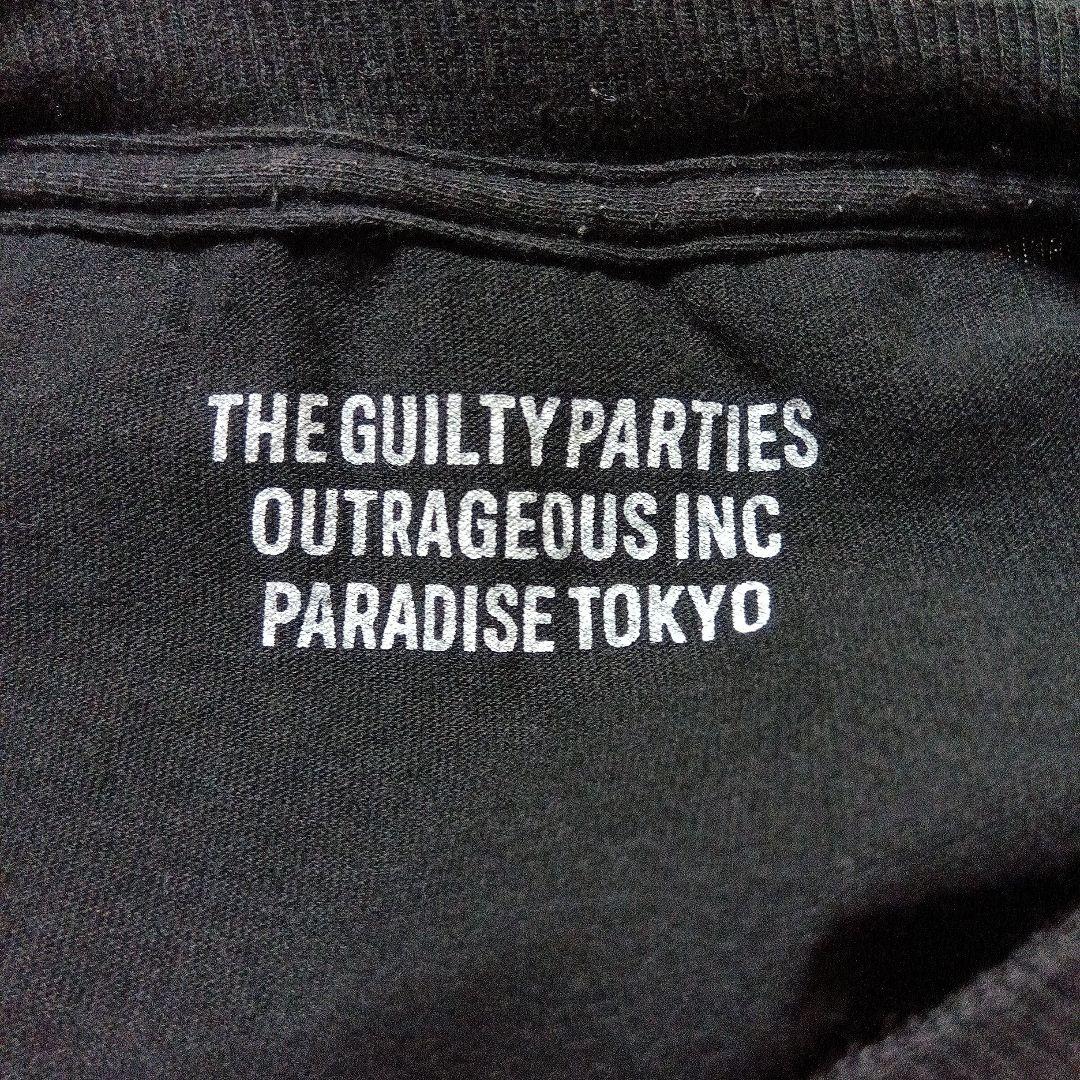 THE GUILTY PARTIES
OUTRAGEOUS INC
PARADISE TOKYO